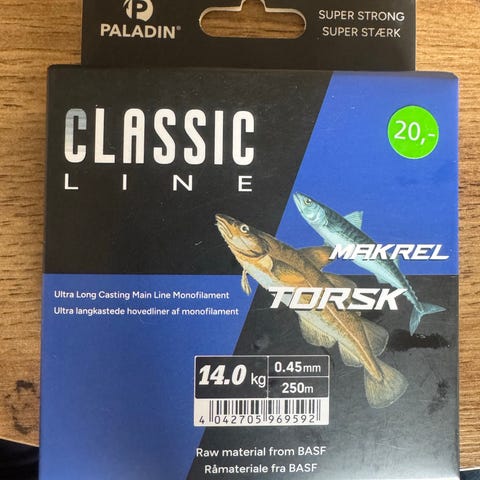 PALADIN®
SUPER STRONG
SUPER STÆRK
CLASSIC
LINE
20,-
MAKREL
TORSK
Ultra Long Casting Main Line Monofilament
Ultra langkastede hovedliner af monofilament
14.0 kg
0.45mm
250m
4 042705 969592
Raw material from BASF
Råmateriale fra BASF